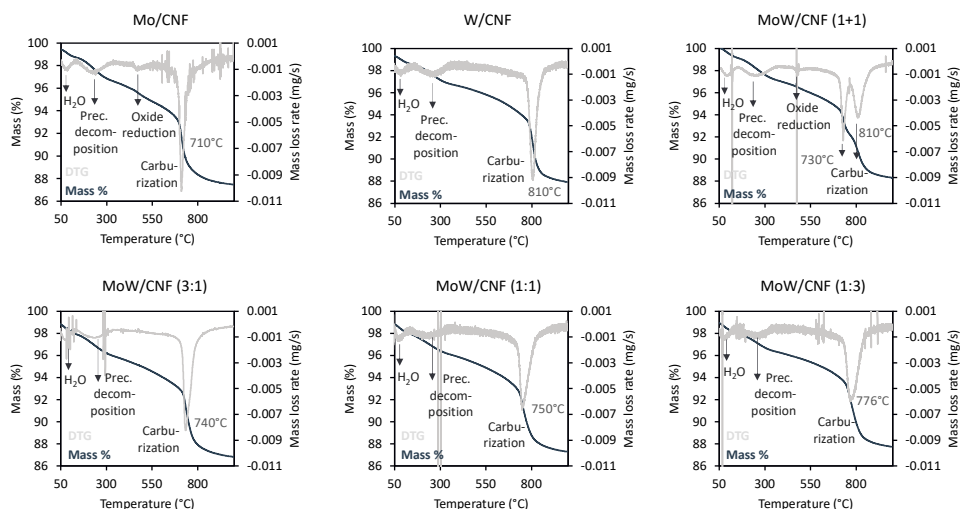 Mo/CNF
100
98
96
94
92
90
88
86
Mass (%)
0.001
-0.001
-0.003
-0.005
-0.007
-0.009
-0.011
Mass loss rate (mg/s)
H₂O
Prec.
decom-
position
Oxide
reduction
710°C
Carbu-
rization
DTG
Mass %
50 300 550 800
Temperature (°C)
W/CNF
100
98
96
94
92
90
88
86
Mass (%)
0.001
-0.001
-0.003
-0.005
-0.007
-0.009
-0.011
Mass loss rate (mg/s)
H₂O
Prec.
decom-
position
Carbu-
rization
810°C
DTG
Mass %
50 300 550 800
Temperature (°C)
MoW/CNF (1+1)
100
98
96
94
92
90
88
86
Mass (%)
0.001
-0.001
-0.003
-0.005
-0.007
-0.009
-0.011
Mass loss rate (mg/s)
H₂O
Prec.
decom-
position
Oxide
reduction
810°C
730°C
Carbu-
rization
DTG
Mass %
50 300 550 800
Temperature (°C)
MoW/CNF (3:1)
100
98
96
94
92
90
88
86
Mass (%)
0.001
-0.001
-0.003
-0.005
-0.007
-0.009
-0.011
Mass loss rate (mg/s)
H₂O
Prec.
decom-
position
740°C
Carbu-
rization
DTG
Mass %
50 300 550 800
Temperature (°C)
MoW/CNF (1:1)
100
98
96
94
92
90
88
86
Mass (%)
0.001
-0.001
-0.003
-0.005
-0.007
-0.009
-0.011
Mass loss rate (mg/s)
H₂O
Prec.
decom-
position
750°C
Carbu-
rization
DTG
Mass %
50 300 550 800
Temperature (°C)
MoW/CNF (1:3)
100
98
96
94
92
90
88
86
Mass (%)
0.001
-0.001
-0.003
-0.005
-0.007
-0.009
-0.011
Mass loss rate (mg/s)
H₂O
Prec.
decom-
position
776°C
Carbu-
rization
DTG
Mass %
50 300 550 800
Temperature (°C)